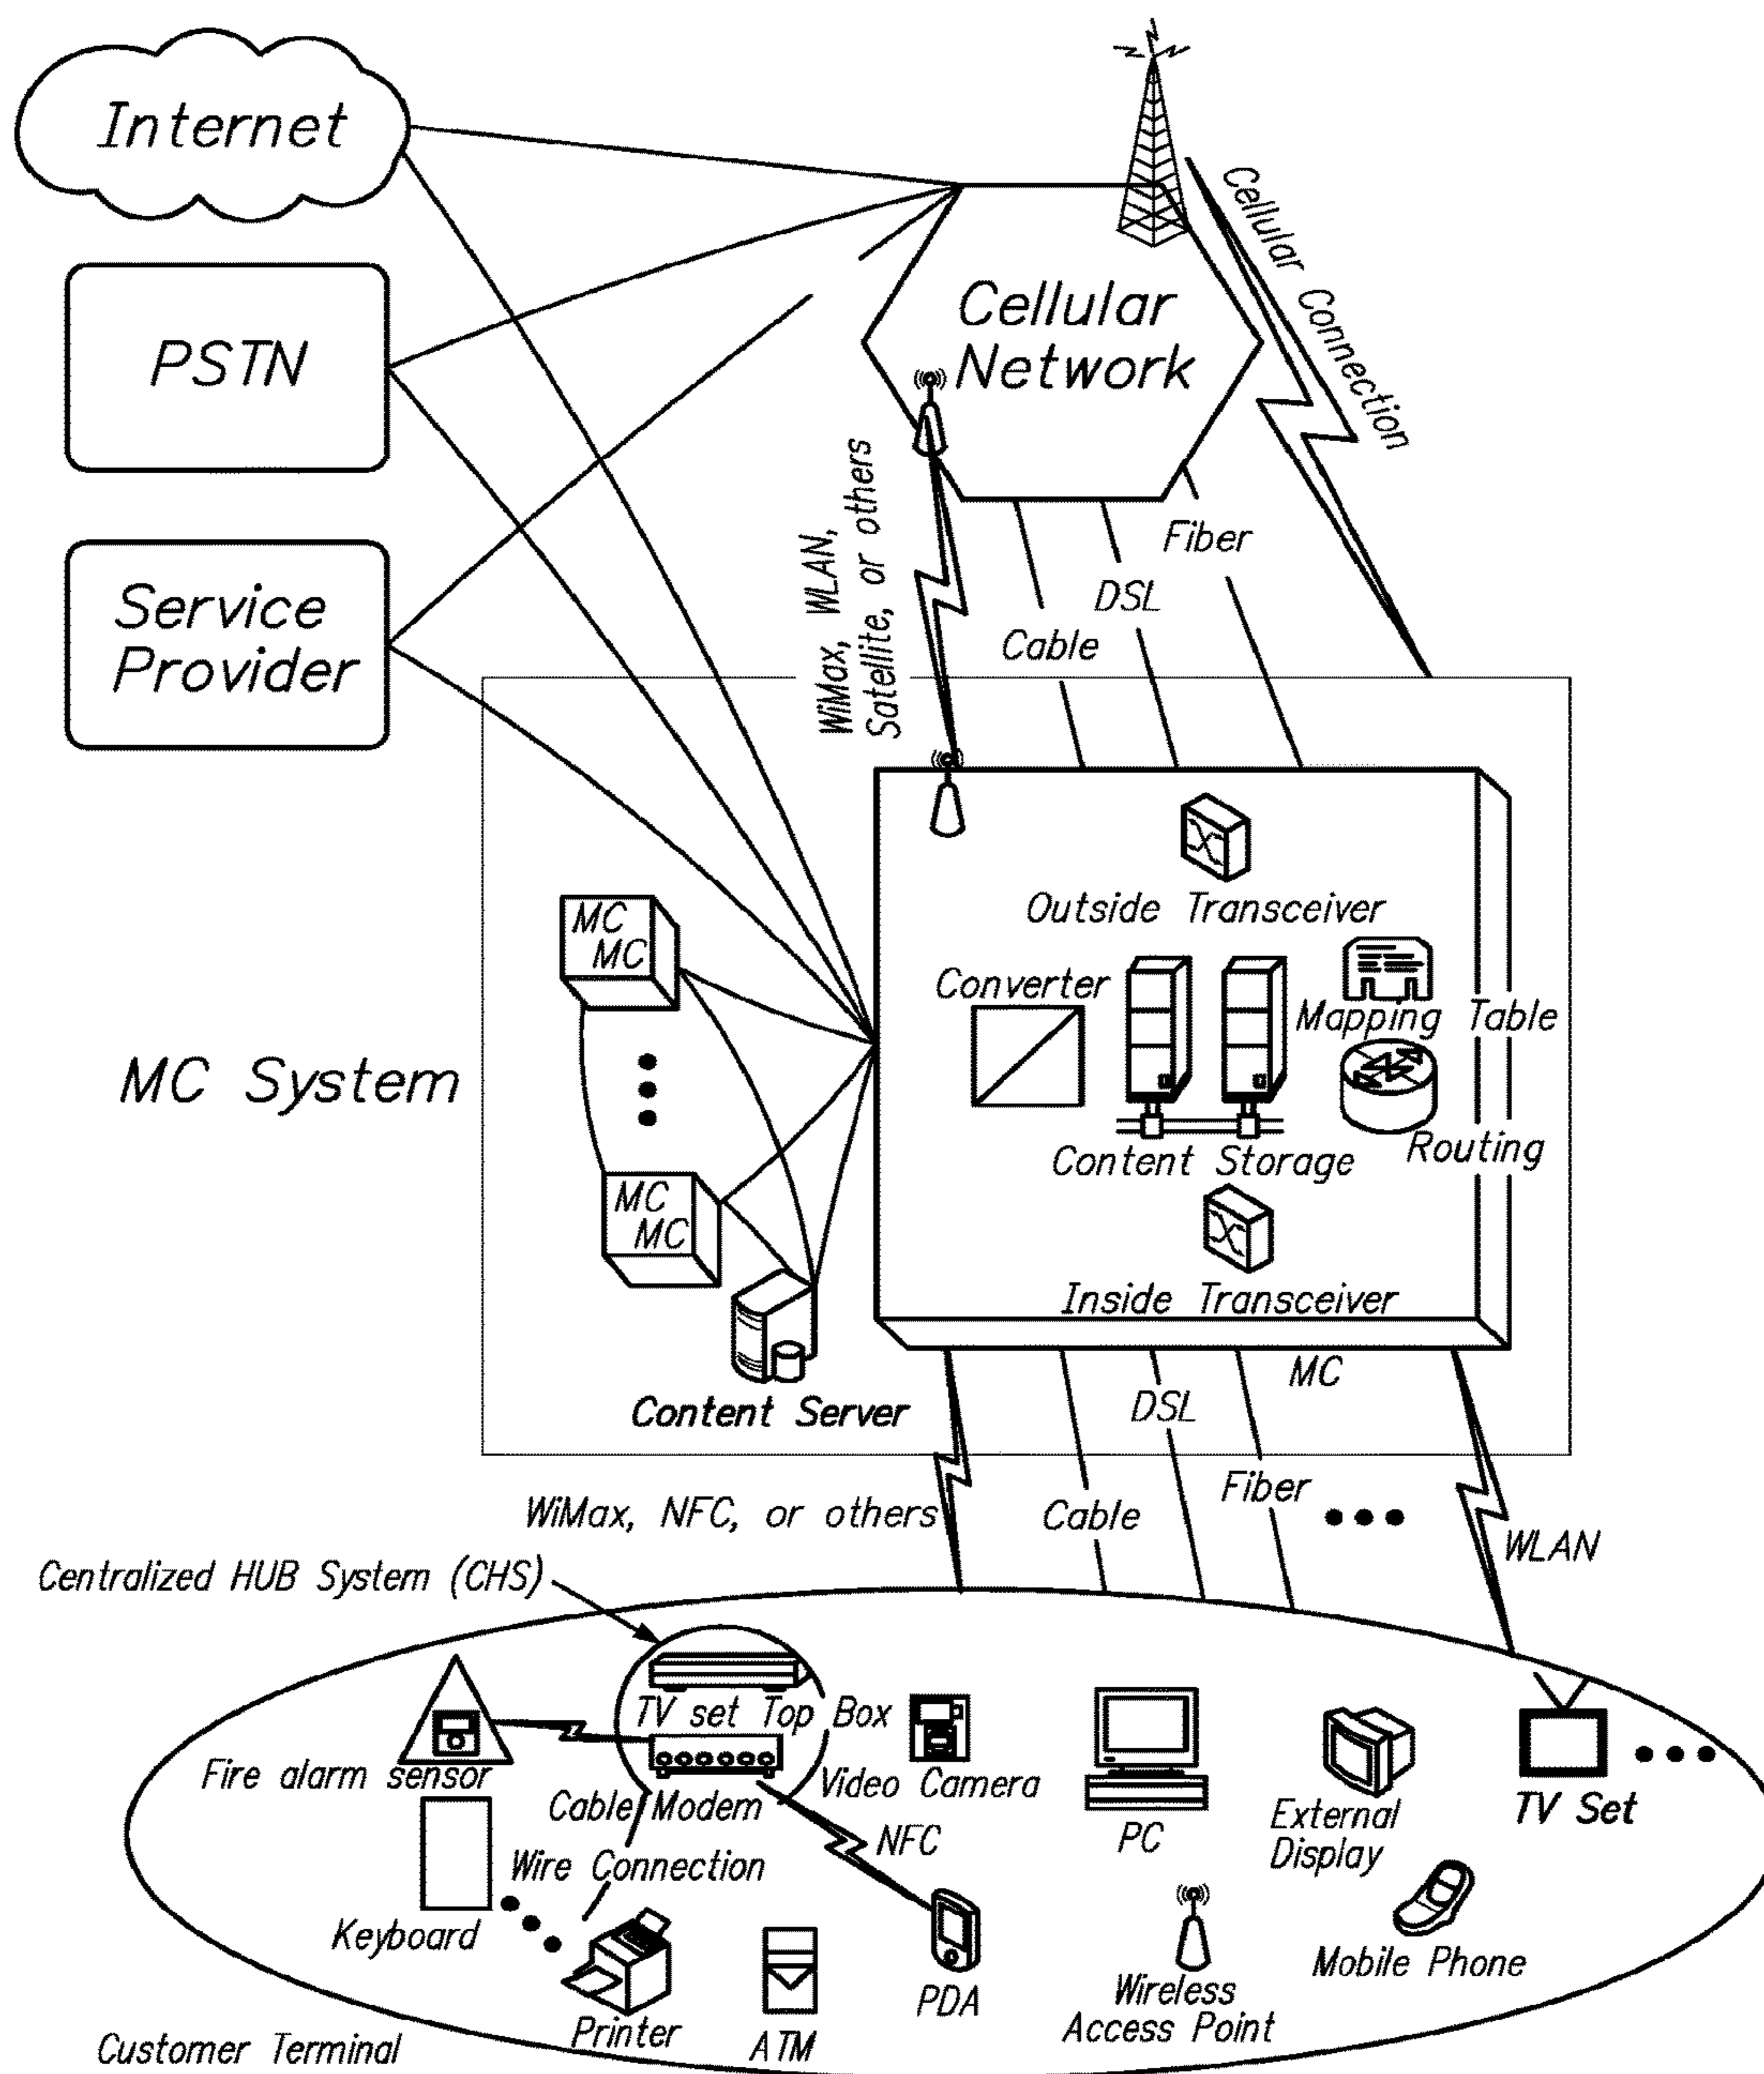 Internet
Cellular Connection
PSTN
Cellular
Network
Service
Provider
WiMax, WLAN,
Satellite, or others
Fiber
DSL
Cable
MC System
MC
MC
MC
MC
Content Server
Outside Transceiver
Converter
Mapping Table
Content Storage
Routing
Inside Transceiver
MC
DSL
WiMax, NFC, or others
Cable
Fiber
WLAN
Centralized HUB System (CHS)
TV set Top Box
Fire alarm sensor
Cable Modem
Video Camera
PC
External
Display
TV Set
NFC
Wire Connection
Keyboard
Printer
ATM
PDA
Wireless
Access Point
Mobile Phone
Customer Terminal